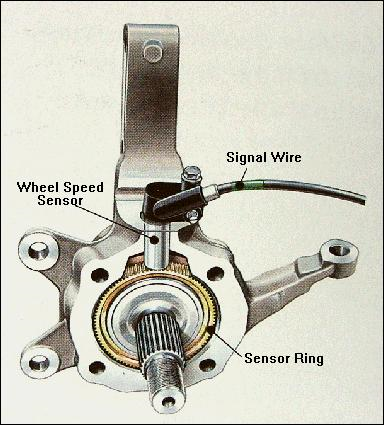 Signal Wire
Wheel Speed
Sensor
Sensor Ring